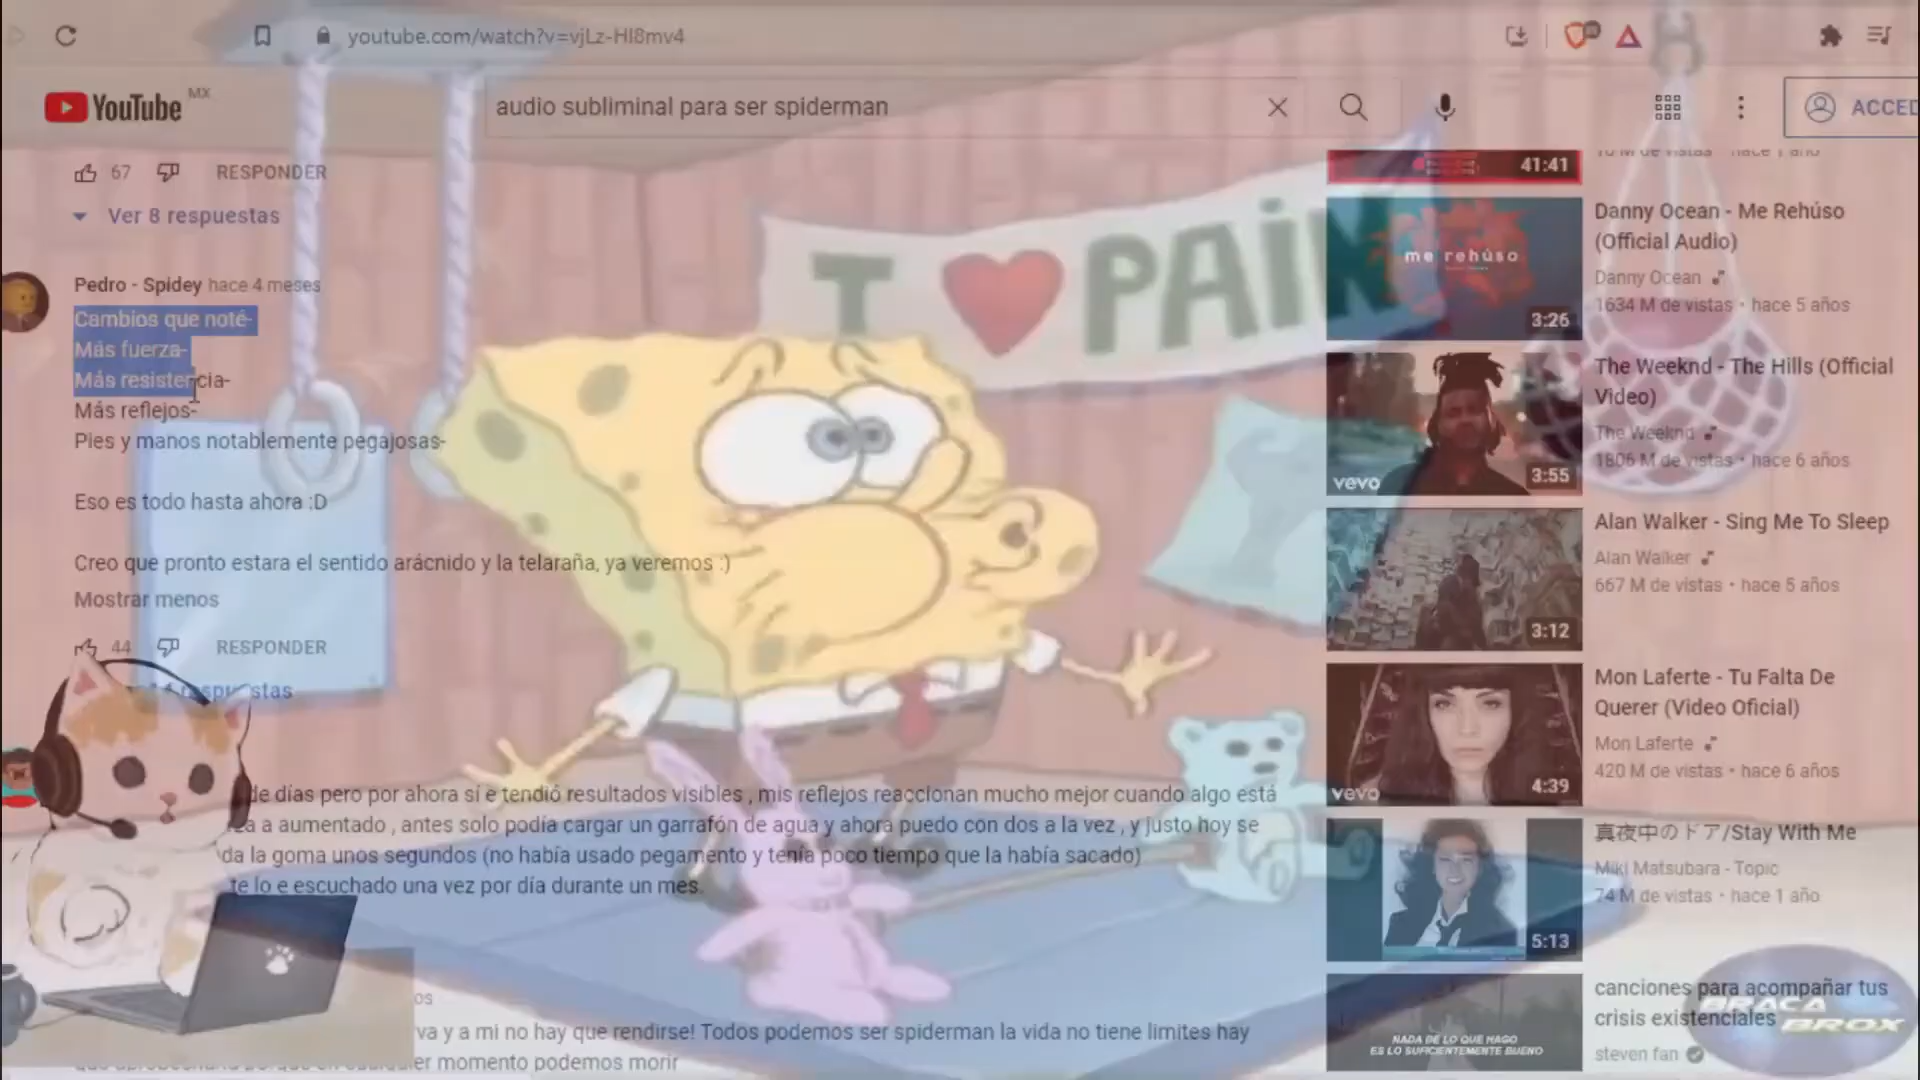 youtube.com/watch?v=vjLz-HI8mv4
YouTube MX
audio subliminal para ser spiderman
ACCED
67 RESPONDER
Ver 8 respuestas
Pedro - Spidey hace 4 meses
Cambios que noté-
Más fuerza-
Más resistencia-
Más reflejos-
Pies y manos notablemente pegajosas-
Eso es todo hasta ahora :D
Creo que pronto estara el sentido arácnido y la telaraña, ya veremos :)
Mostrar menos
44 RESPONDER
respuestas
de días pero por ahora sí e tendió resultados visibles , mis reflejos reaccionan mucho mejor cuando algo está
a aumentado , antes solo podía cargar un garrafón de agua y ahora puedo con dos a la vez , y justo hoy se
da la goma unos segundos (no había usado pegamento y tenía poco tiempo que la había sacado)
te lo e escuchado una vez por día durante un mes.
os
va y a mi no hay que rendirse! Todos podemos ser spiderman la vida no tiene limites hay
momento podemos morir
I PAIN
41:41
me rehúso
3:26
Danny Ocean - Me Rehúso
(Official Audio)
Danny Ocean
1634 M de vistas • hace 5 años
vevo
3:55
The Weeknd - The Hills (Official
Video)
The Weeknd
1806 M de vistas • hace 6 años
3:12
Alan Walker - Sing Me To Sleep
Alan Walker
667 M de vistas • hace 5 años
vevo
4:39
Mon Laferte - Tu Falta De
Querer (Video Oficial)
Mon Laferte
420 M de vistas • hace 6 años
5:13
真夜中のドア/Stay With Me
Miki Matsubara - Topic
74 M de vistas • hace 1 año
NADA DE LO QUE HAGO
ES LO SUFICIENTEMENTE BUENO
canciones para acompañar tus
crisis existenciales
steven fan
BRACA
BROX